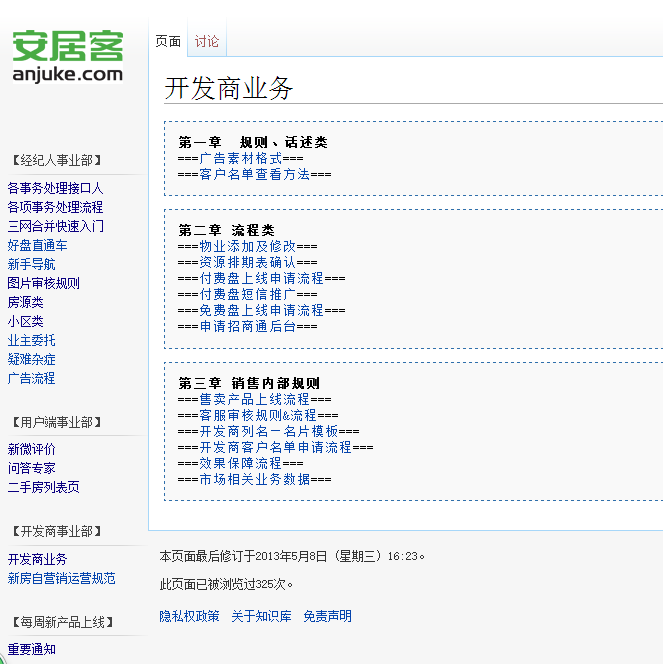 安居客
anjuke.com
页面
讨论
开发商业务
第一章 规则、话述类
===广告素材格式===
===客户名单查看方法===
第二章 流程类
===物业添加及修改===
===资源排期表确认===
===付费盘上线申请流程===
===付费盘短信推广===
===免费盘上线申请流程===
===申请招商通后台===
第三章 销售内部规则
===售卖产品上线流程===
===客服审核规则&流程===
===开发商列名－名片模板===
===开发商客户名单申请流程===
===效果保障流程===
===市场相关业务数据===
【经纪人事业部】
各事务处理接口人
各项事务处理流程
三网合并快速入门
好盘直通车
新手导航
图片审核规则
房源类
小区类
业主委托
疑难杂症
广告流程
【用户端事业部】
新微评价
问答专家
二手房列表页
【开发商事业部】
开发商业务
新房自营销运营规范
【每周新产品上线】
重要通知
本页面最后修订于2013年5月8日（星期三）16:23。
此页面已被浏览过325次。
隐私权政策 关于知识库 免责声明